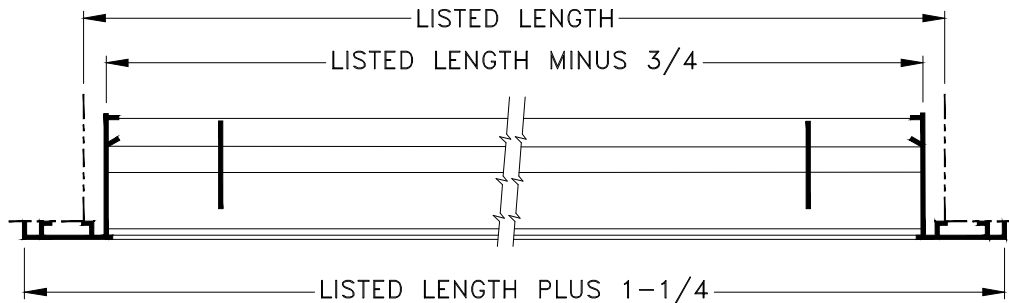 LISTED LENGTH
LISTED LENGTH MINUS 3/4
LISTED LENGTH PLUS 1-1/4